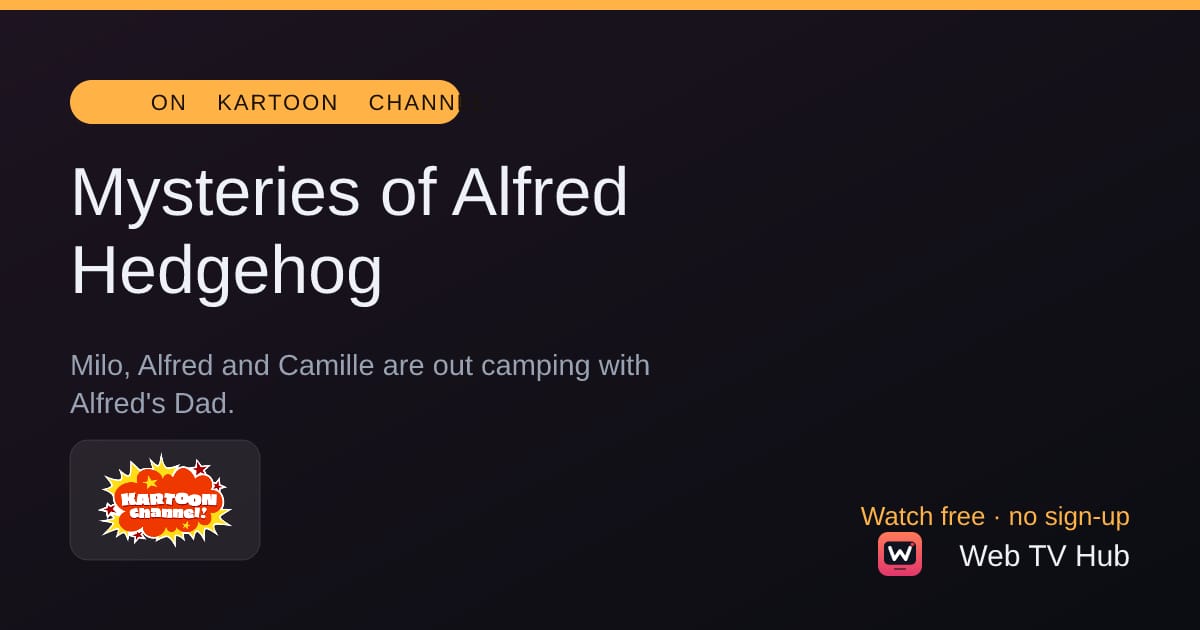 ON KARTOON CHANN
Mysteries of Alfred
Hedgehog
Milo, Alfred and Camille are out camping with
Alfred's Dad.
KARTOON
channel!
Watch free · no sign-up
W
Web TV Hub